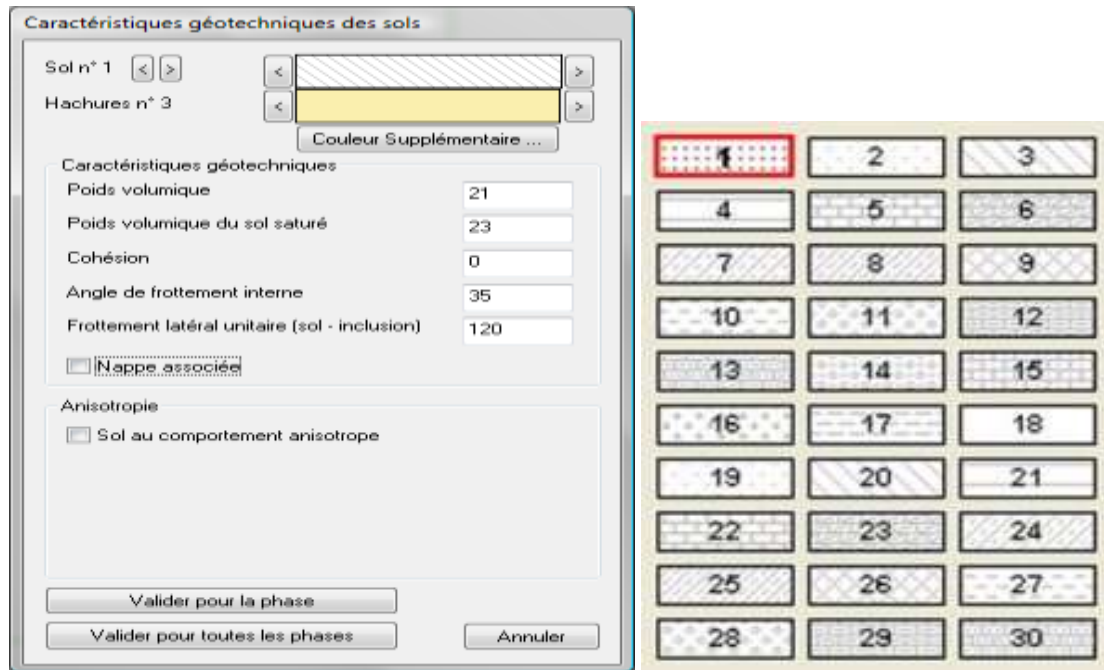 Caractéristiques géotechniques des sols
Sol n° 1 < > < >
Hachures n° 3 < >
Couleur Supplémentaire ...
Caractéristiques géotechniques
Poids volumique 21
Poids volumique du sol saturé 23
Cohésion 0
Angle de frottement interne 35
Frottement latéral unitaire (sol - inclusion) 120
Nappe associée
Anisotropie
Sol au comportement anisotrope
Valider pour la phase
Valider pour toutes les phases Annuler
1 2 3
4 5 6
7 8 9
10 11 12
13 14 15
16 17 18
19 20 21
22 23 24
25 26 27
28 29 30